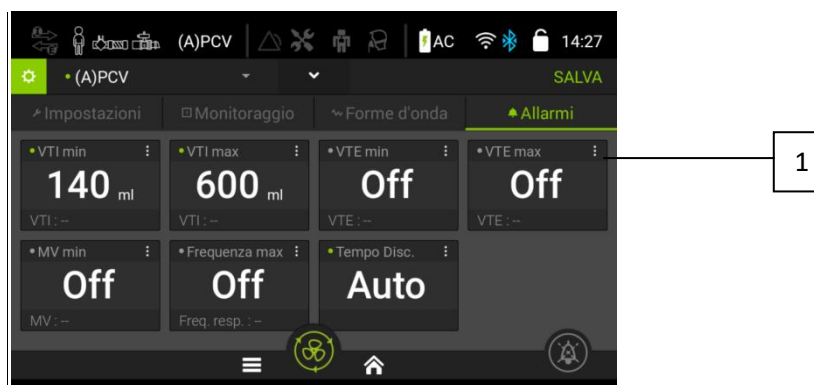 (A)PCV AC 14:27
(A)PCV SALVA
Impostazioni Monitoraggio Forme d'onda Allarmi
VTI min VTI max VTE min VTE max
140 ml 600 ml Off Off
VTI : -- VTI : -- VTE : -- VTE : --
MV min Frequenza max Tempo Disc.
Off Off Auto
MV : -- Freq. resp. : --
1